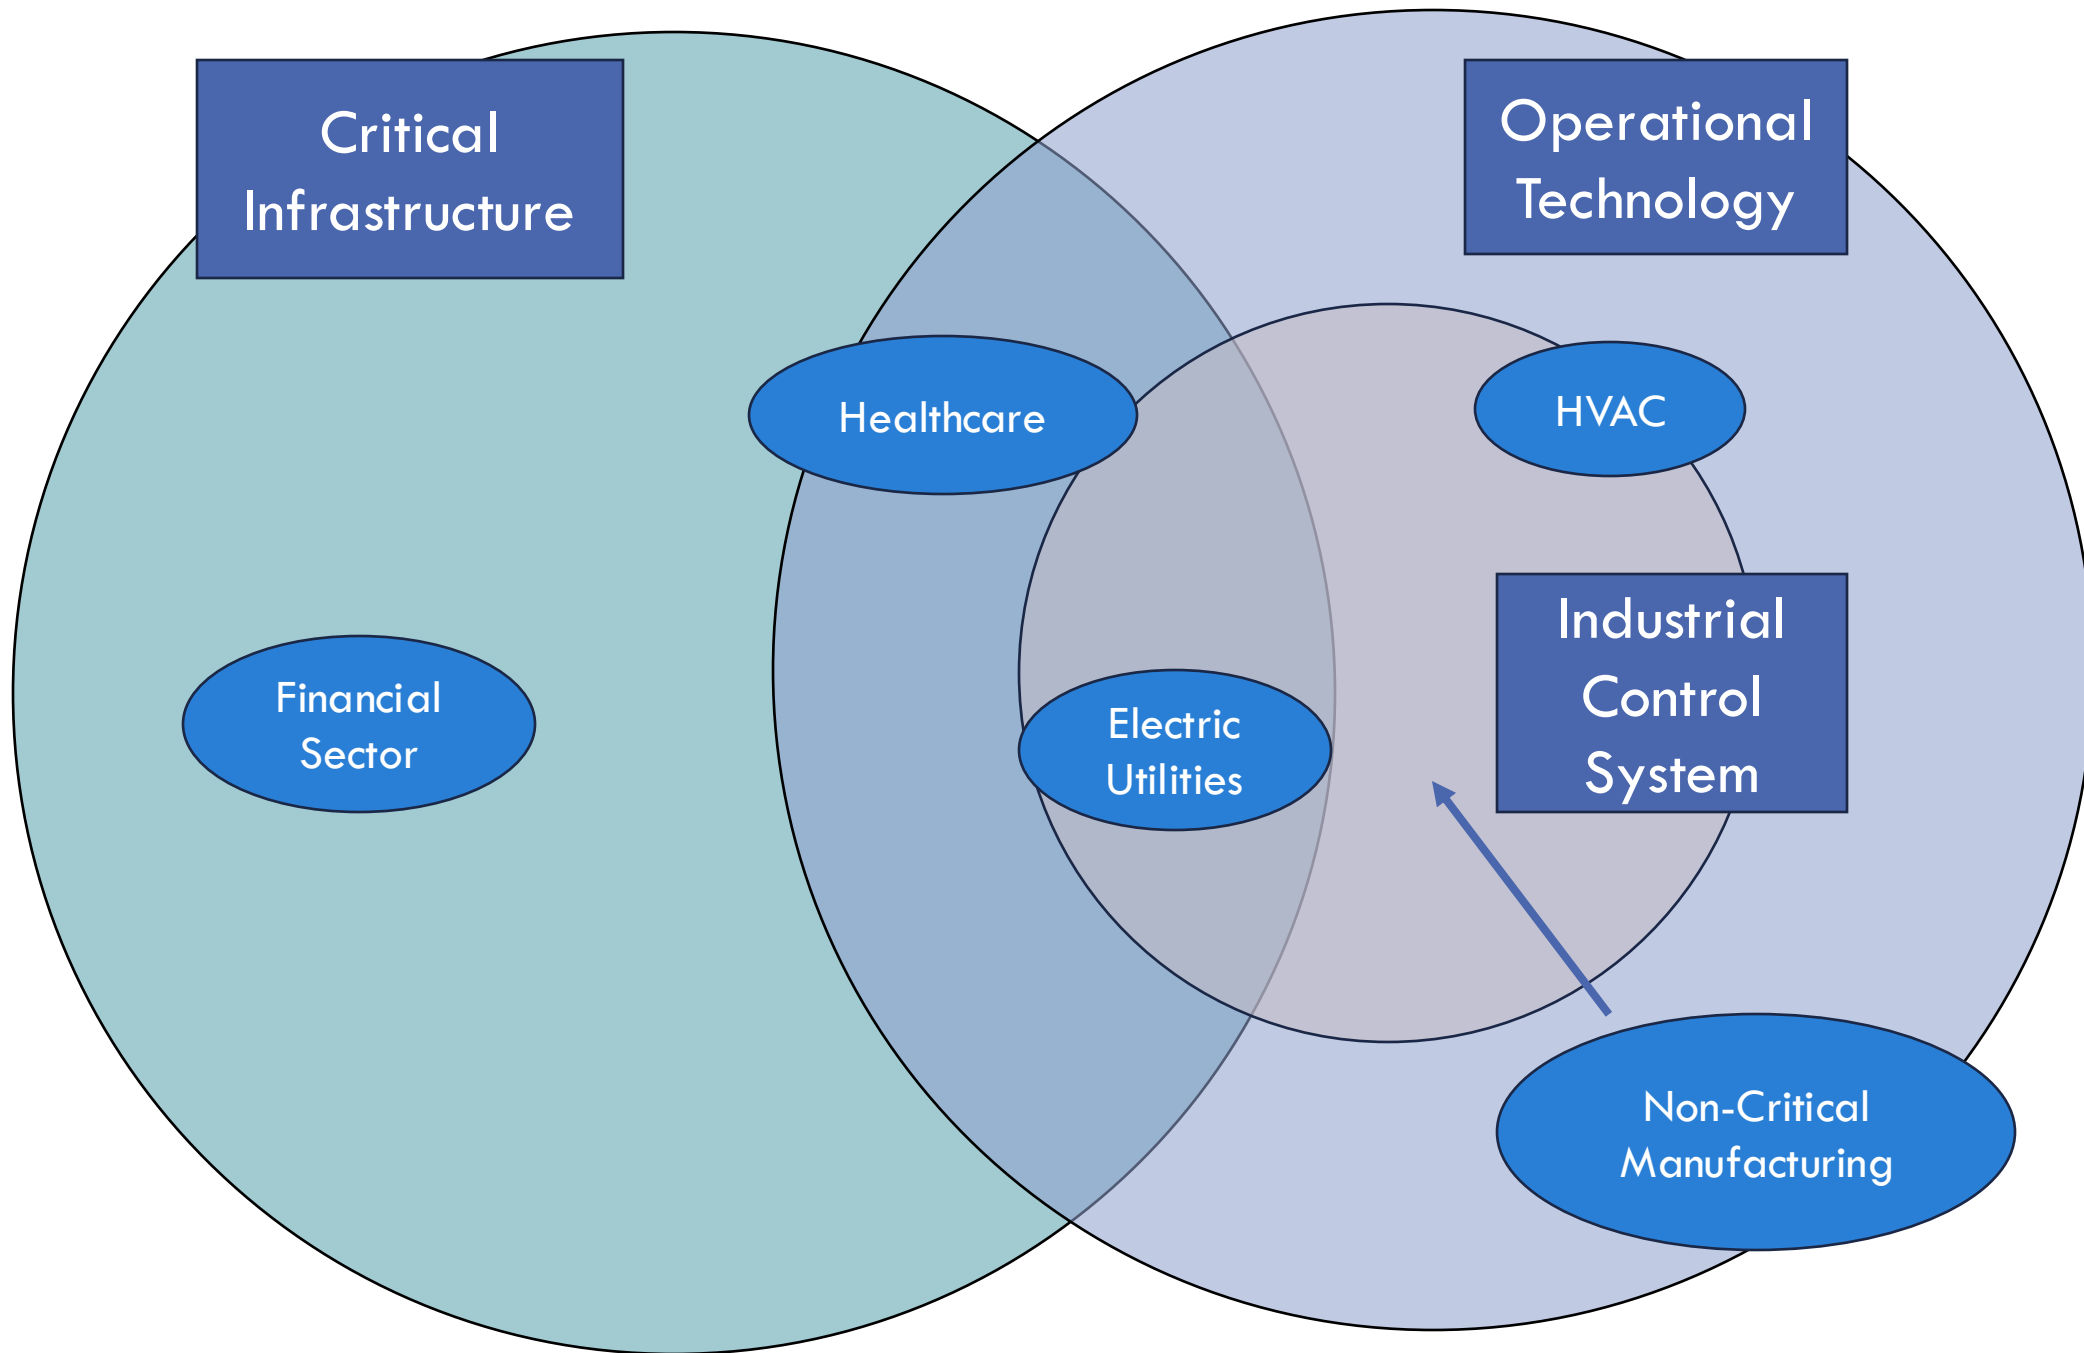 Critical
Infrastructure
Operational
Technology
Healthcare
HVAC
Industrial
Control
System
Financial
Sector
Electric
Utilities
Non-Critical
Manufacturing